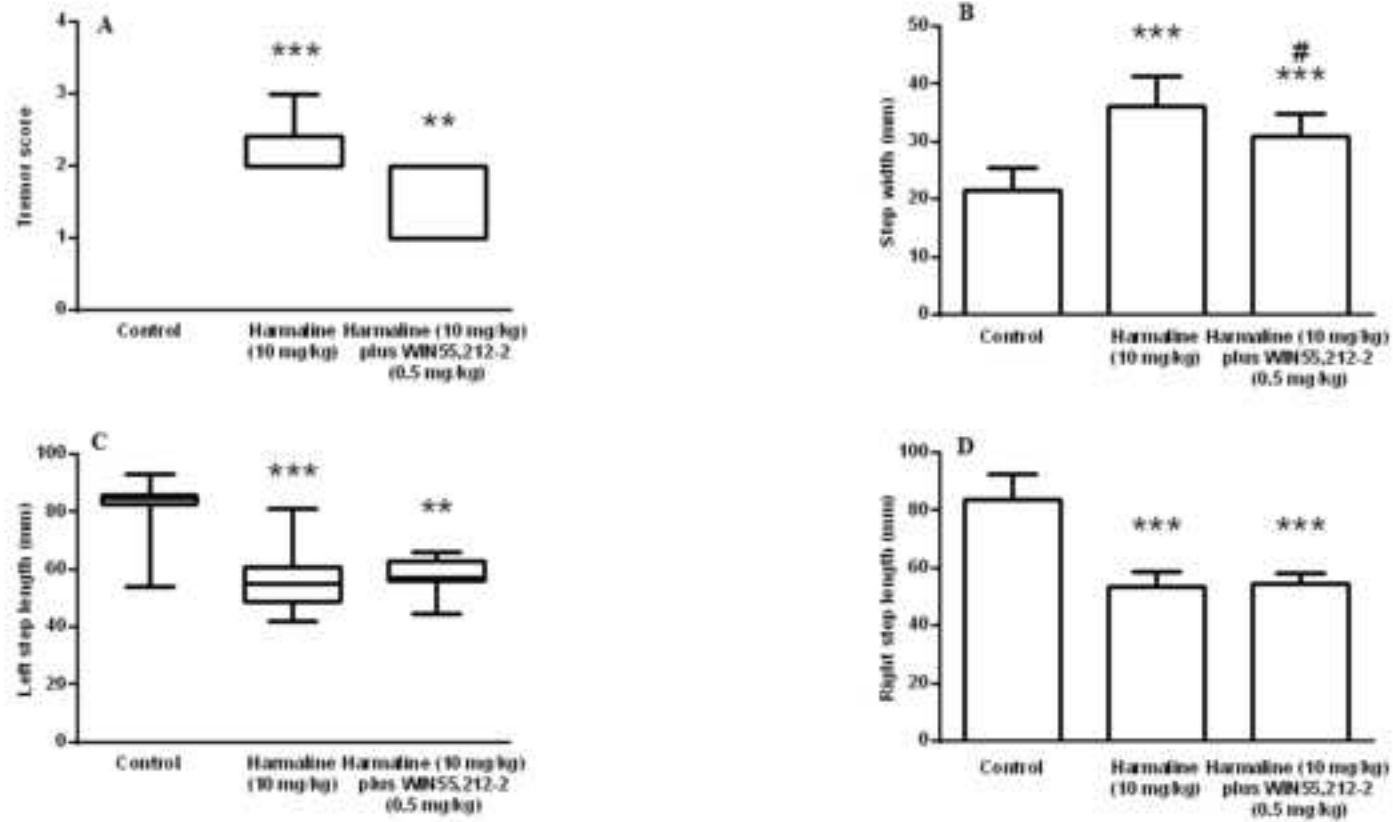 A
Tremor score
4
3
2
1
0
***
**
Control
Harmaline
(10 mg/kg)
Harmaline (10 mg/kg)
plus WIN55,212-2
(0.5 mg/kg)
B
Step width (mm)
50
40
30
20
10
0
***
#
***
Control
Harmaline
(10 mg/kg)
Harmaline (10 mg/kg)
plus WIN55,212-2
(0.5 mg/kg)
C
Left step length (mm)
100
80
60
40
20
0
***
**
Control
Harmaline
(10 mg/kg)
Harmaline (10 mg/kg)
plus WIN55,212-2
(0.5 mg/kg)
D
Right step length (mm)
100
80
60
40
20
0
***
***
Control
Harmaline
(10 mg/kg)
Harmaline (10 mg/kg)
plus WIN55,212-2
(0.5 mg/kg)